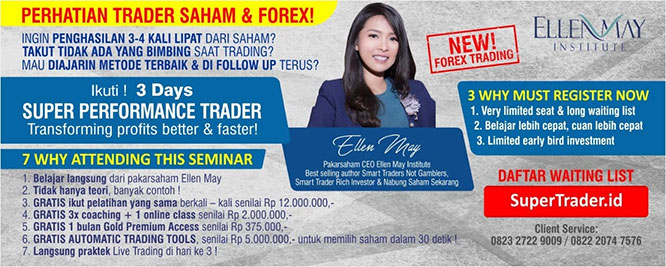 PERHATIAN TRADER SAHAM & FOREX!
INGIN PENGHASILAN 3-4 KALI LIPAT DARI SAHAM?
TAKUT TIDAK ADA YANG BIMBING SAAT TRADING?
MAU DIAJARIN METODE TERBAIK & DI FOLLOW UP TERUS?
Ikuti ! 3 Days
SUPER PERFORMANCE TRADER
Transforming profits better & faster!
7 WHY ATTENDING THIS SEMINAR
1. Belajar langsung dari pakarsaham Ellen May
2. Tidak hanya teori, banyak contoh !
3. GRATIS ikut pelatihan yang sama berkali – kali senilai Rp 12.000.000,-
4. GRATIS 3x coaching + 1 online class senilai Rp 2.000.000,-
5. GRATIS 1 bulan Gold Premium Access senilai Rp 375.000,-
6. GRATIS AUTOMATIC TRADING TOOLS, senilai Rp 5.000.000,- untuk memilih saham dalam 30 detik !
7. Langsung praktek Live Trading di hari ke 3 !
Ellen May
Pakarsaham CEO Ellen May Institute
Best selling author Smart Traders Not Gamblers,
Smart Trader Rich Investor & Nabung Saham Sekarang
NEW!
FOREX TRADING
ELLEN MAY
INSTITUTE
3 WHY MUST REGISTER NOW
1. Very limited seat & long waiting list
2. Belajar lebih cepat, cuan lebih cepat
3. Limited early bird investment
DAFTAR WAITING LIST
SuperTrader.id
Client Service:
0823 2722 9009 / 0822 2074 7576